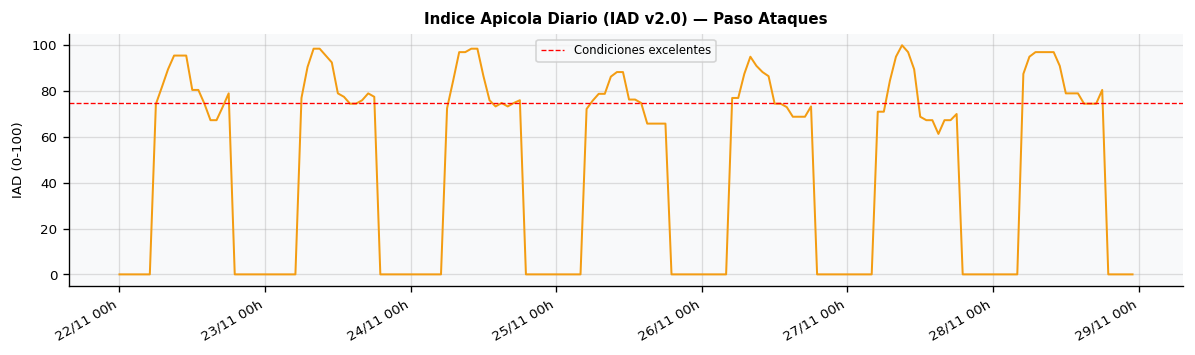 Indice Apicola Diario (IAD v2.0) — Paso Ataques
Condiciones excelentes
IAD (0-100)
100
80
60
40
20
0
22/11 00h
23/11 00h
24/11 00h
25/11 00h
26/11 00h
27/11 00h
28/11 00h
29/11 00h